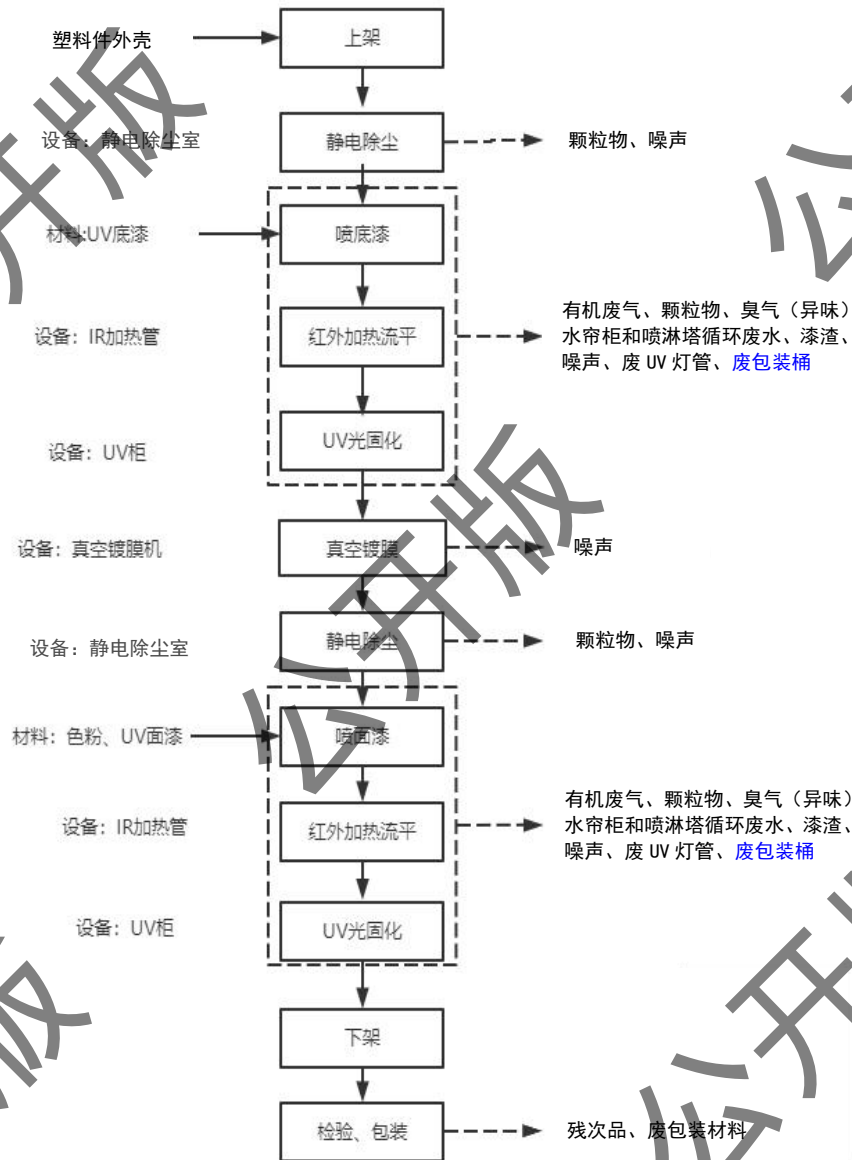 塑料件外壳
上架
设备：静电除尘室
静电除尘
颗粒物、噪声
材料:UV底漆
喷底漆
设备：IR加热管
红外加热流平
有机废气、颗粒物、臭气（异味）
水帘柜和喷淋塔循环废水、漆渣、
噪声、废 UV 灯管、废包装桶
设备：UV柜
UV光固化
设备：真空镀膜机
真空镀膜
噪声
设备：静电除尘室
静电除尘
颗粒物、噪声
材料：色粉、UV面漆
喷面漆
设备：IR加热管
红外加热流平
有机废气、颗粒物、臭气（异味）
水帘柜和喷淋塔循环废水、漆渣、
噪声、废 UV 灯管、废包装桶
设备：UV柜
UV光固化
下架
检验、包装
残次品、废包装材料
公开版
开版
公
版
公开